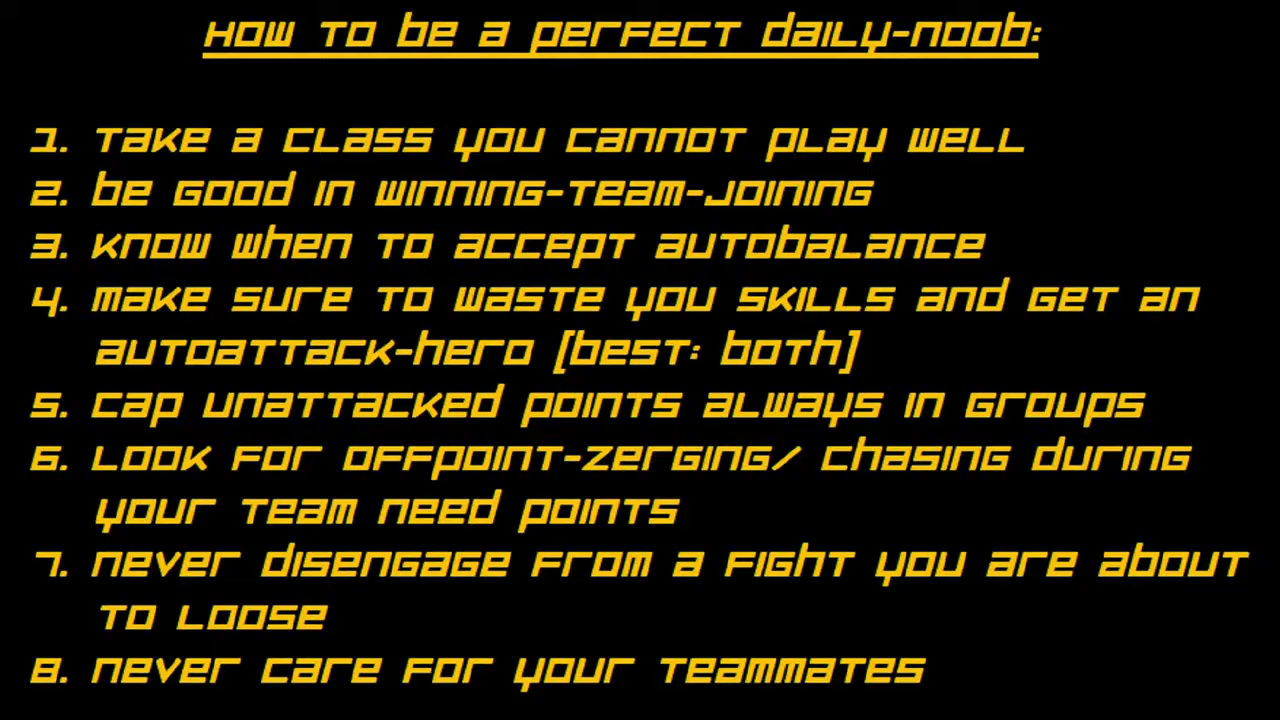 How to be a perfect daily-noob:
1. Take a class you cannot play well
2. be good in winning-team-joining
3. know when to accept autobalance
4. make sure to waste you skills and get an
autoattack-hero [best: both]
5. cap unattacked points always in groups
6. Look for offpoint-zerging/ chasing during
your team need points
7. never disengage from a fight you are about
to loose
8. never care for your teammates